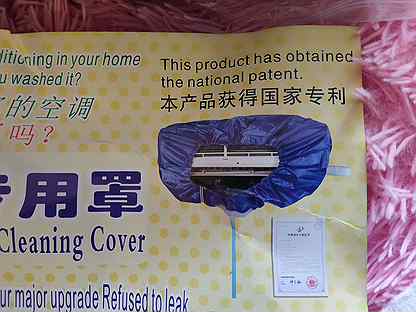 ditioning in your home
u washed it?
This product has obtained
the national patent.
本产品获得国家专利
的空调
吗？
专用罩
Cleaning Cover
ur major upgrade Refused to leak